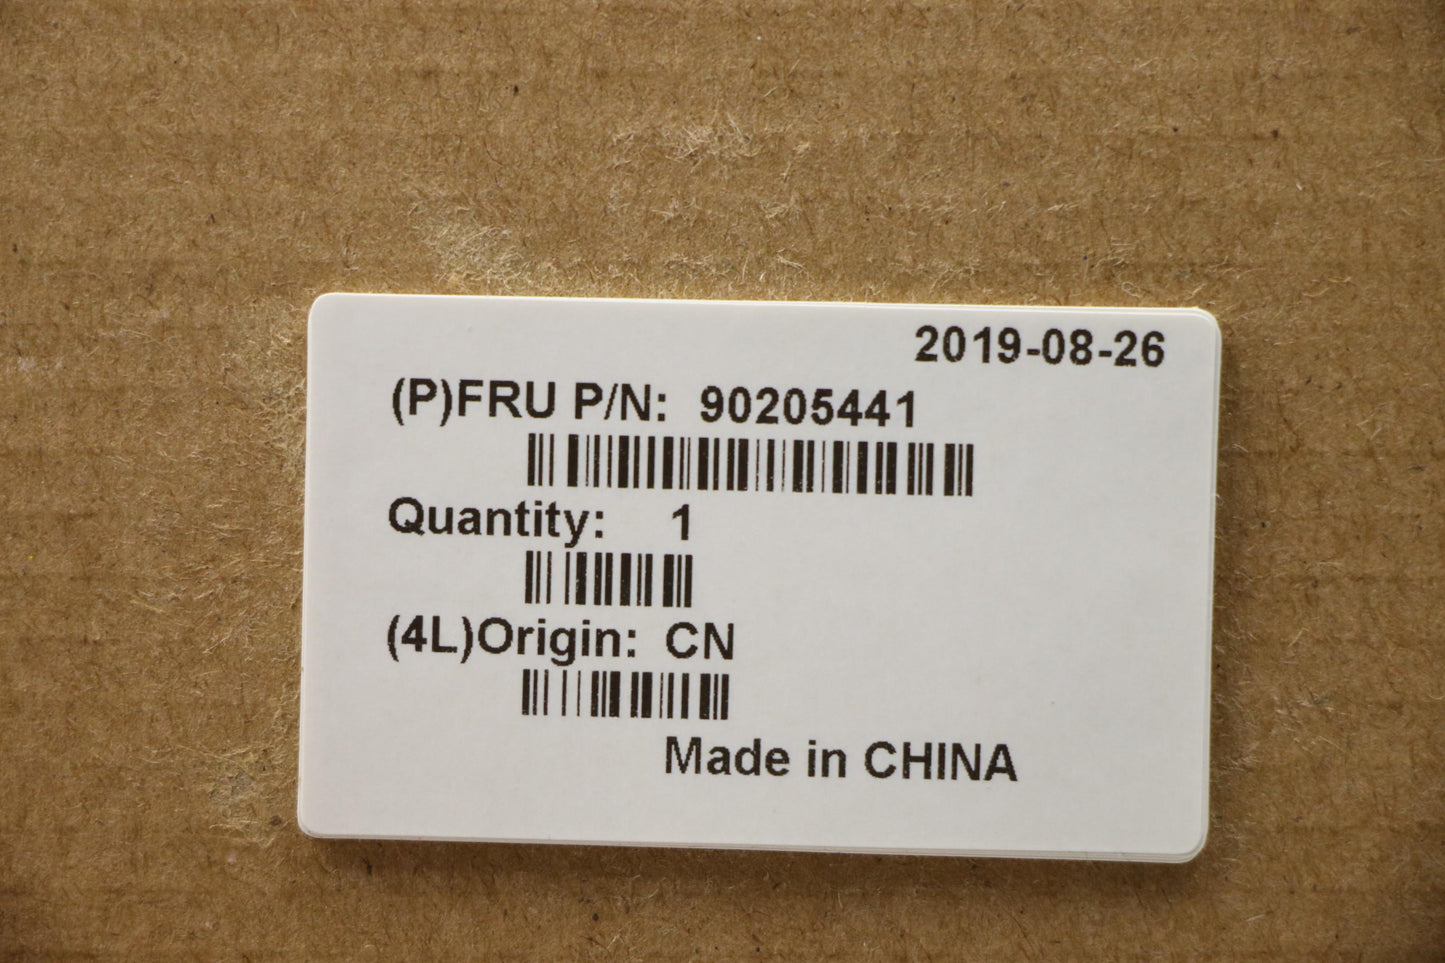 2019-08-26
(P)FRU P/N: 90205441
Quantity: 1
(4L)Origin: CN
Made in CHINA